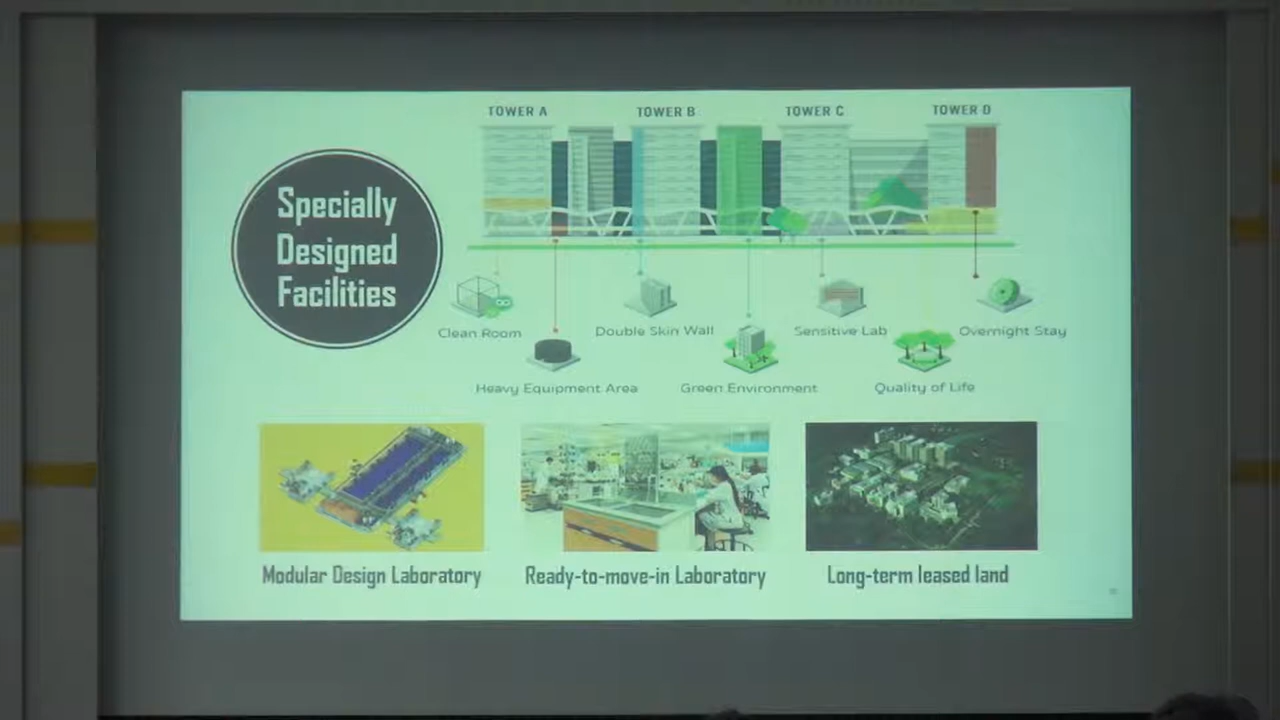 TOWER A
TOWER B
TOWER C
TOWER D
Specially
Designed
Facilities
Clean Room
Double Skin Wall
Sensitive Lab
Overnight Stay
Heavy Equipment Area
Green Environment
Quality of Life
Modular Design Laboratory
Ready-to-move-in Laboratory
Long-term leased land